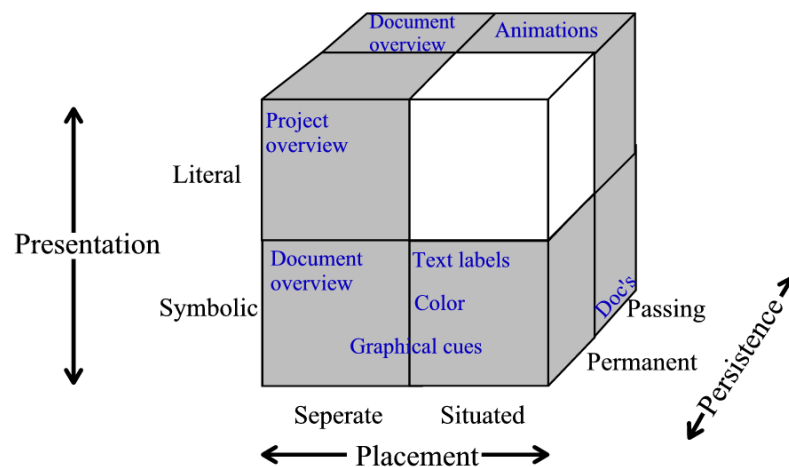 Document
overview
Animations
Project
overview
Literal
Presentation
Document
overview
Text labels
Symbolic
Color
Graphical cues
Doc's
Passing
Permanent
Persistence
Seperate
Situated
Placement